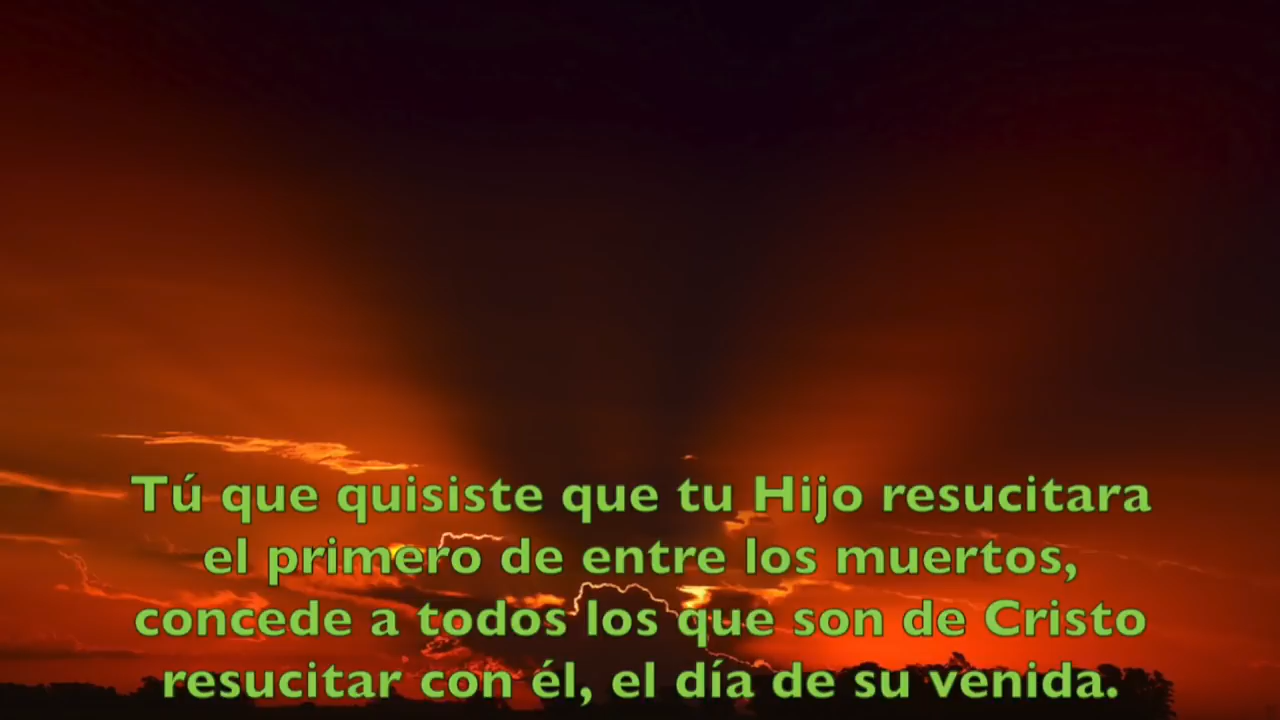 Tú que quisiste que tu Hijo resucitara
el primero de entre los muertos,
concede a todos los que son de Cristo
resucitar con él, el día de su venida.